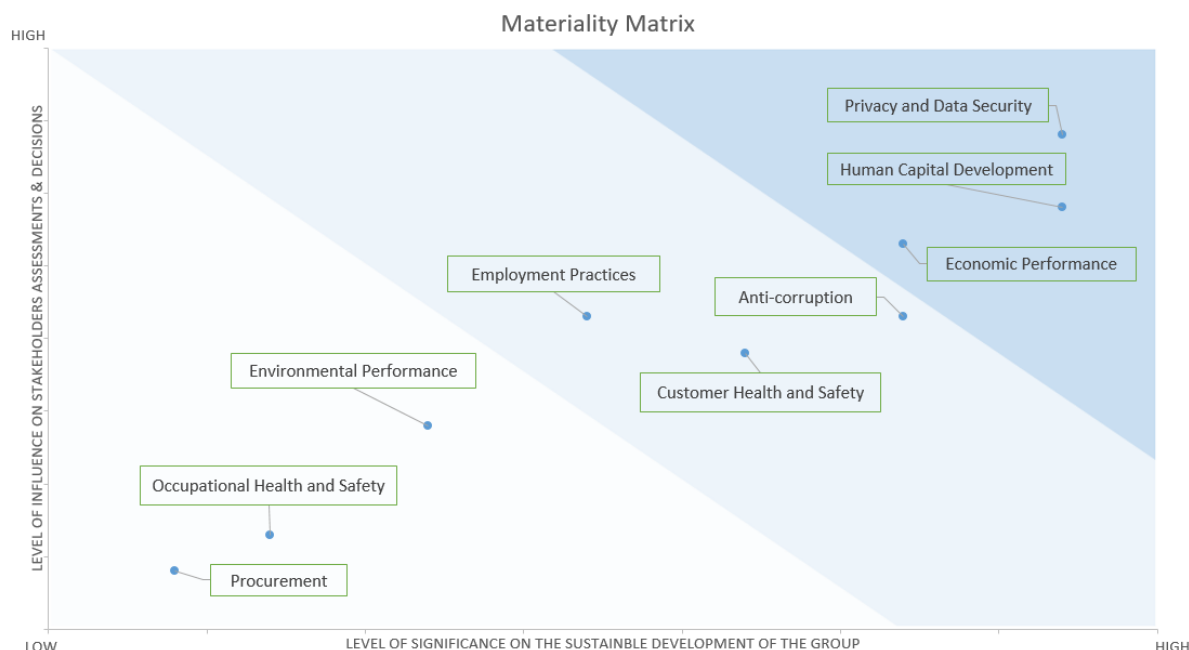 Materiality Matrix
HIGH
LEVEL OF INFLUENCE ON STAKEHOLDERS ASSESSMENTS & DECISIONS
Privacy and Data Security
Human Capital Development
Economic Performance
Employment Practices
Anti-corruption
Environmental Performance
Customer Health and Safety
Occupational Health and Safety
Procurement
LOW
LEVEL OF SIGNIFICANCE ON THE SUSTAINBLE DEVELOPMENT OF THE GROUP
HIGH